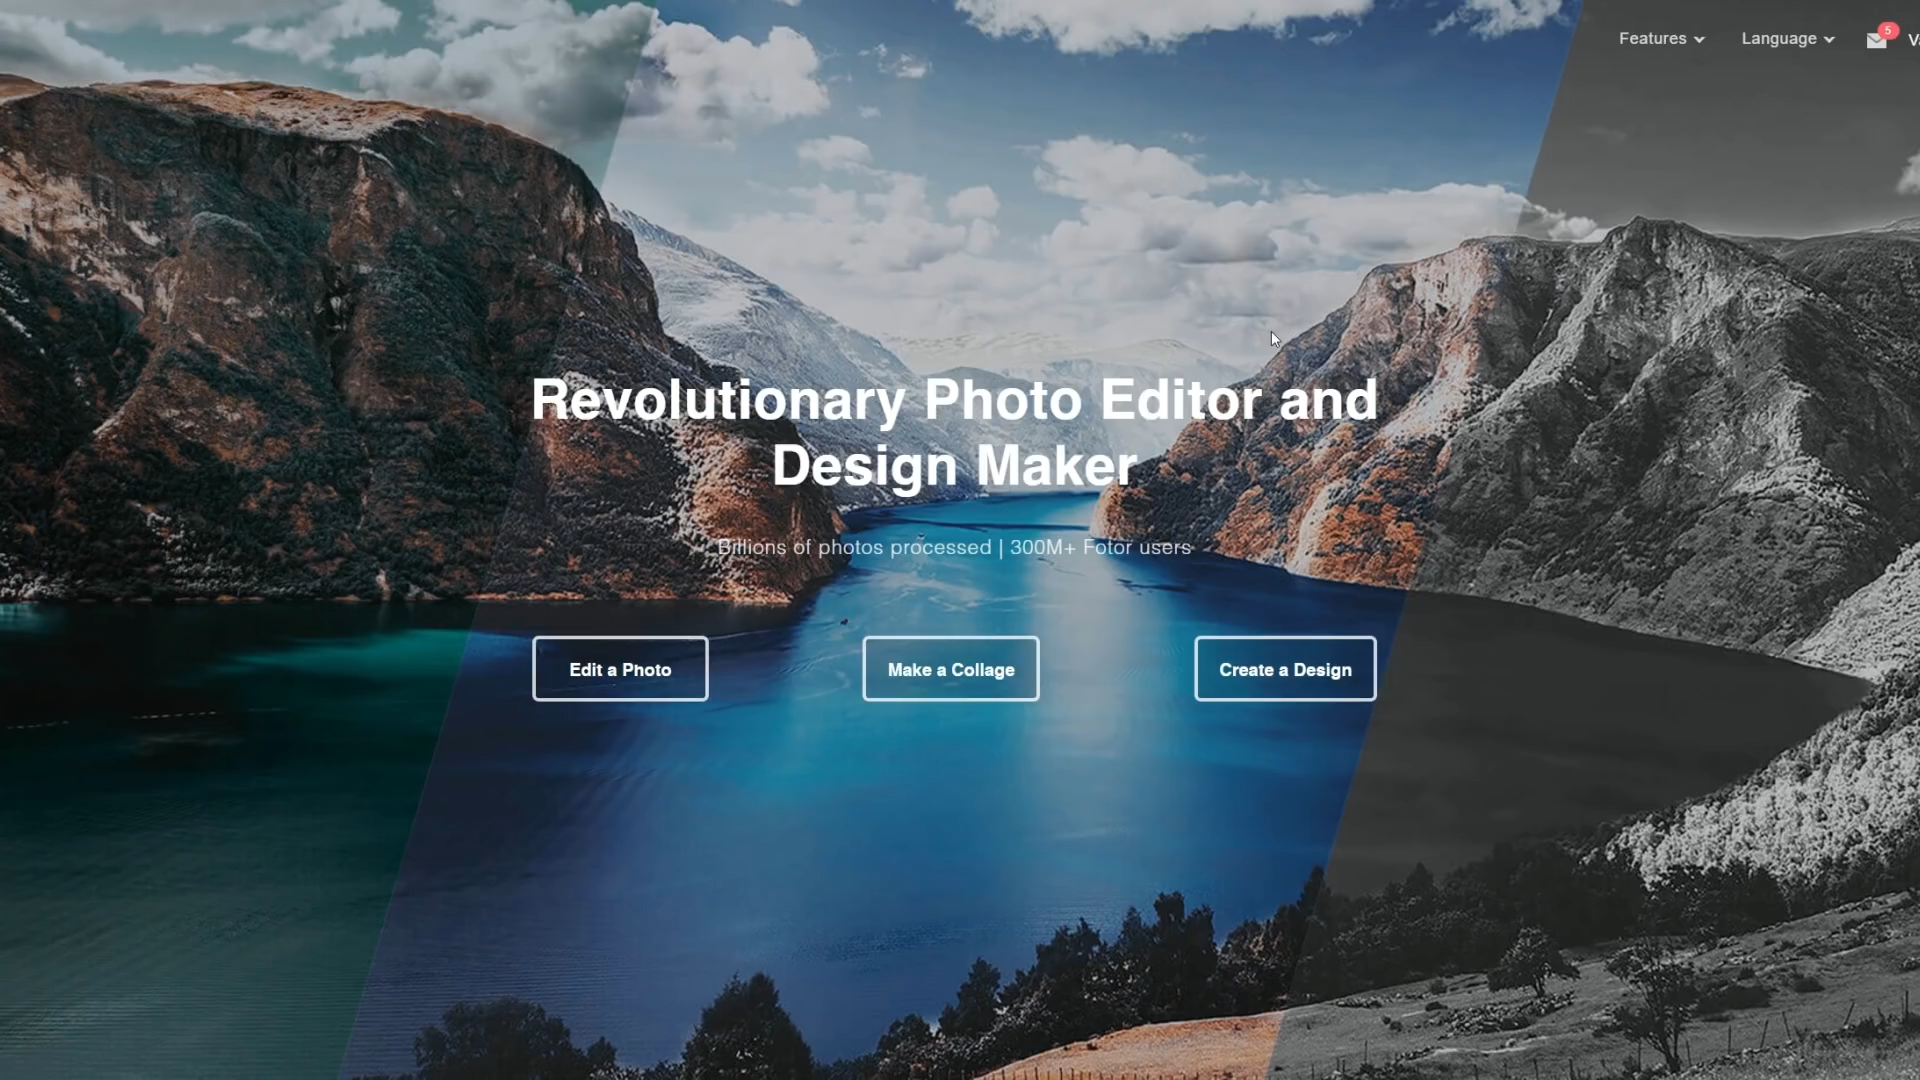 Features
Language
5
Revolutionary Photo Editor and
Design Maker
Billions of photos processed | 300M+ Fotor users
Edit a Photo
Make a Collage
Create a Design